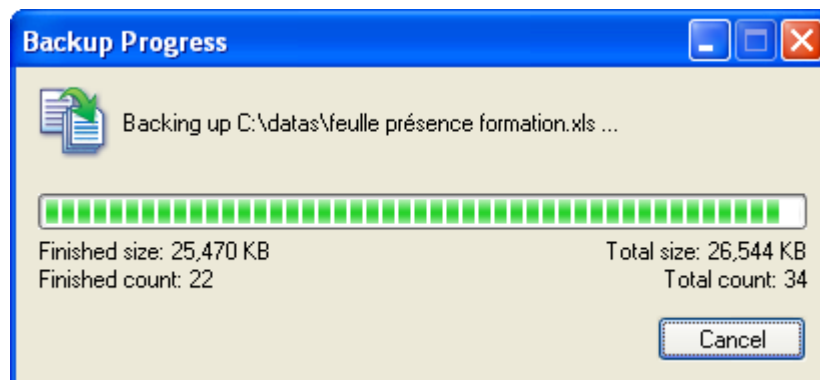 Backup Progress
Backing up C:\datas\feulle présence formation.xls ...
Finished size: 25,470 KB
Total size: 26,544 KB
Finished count: 22
Total count: 34
Cancel